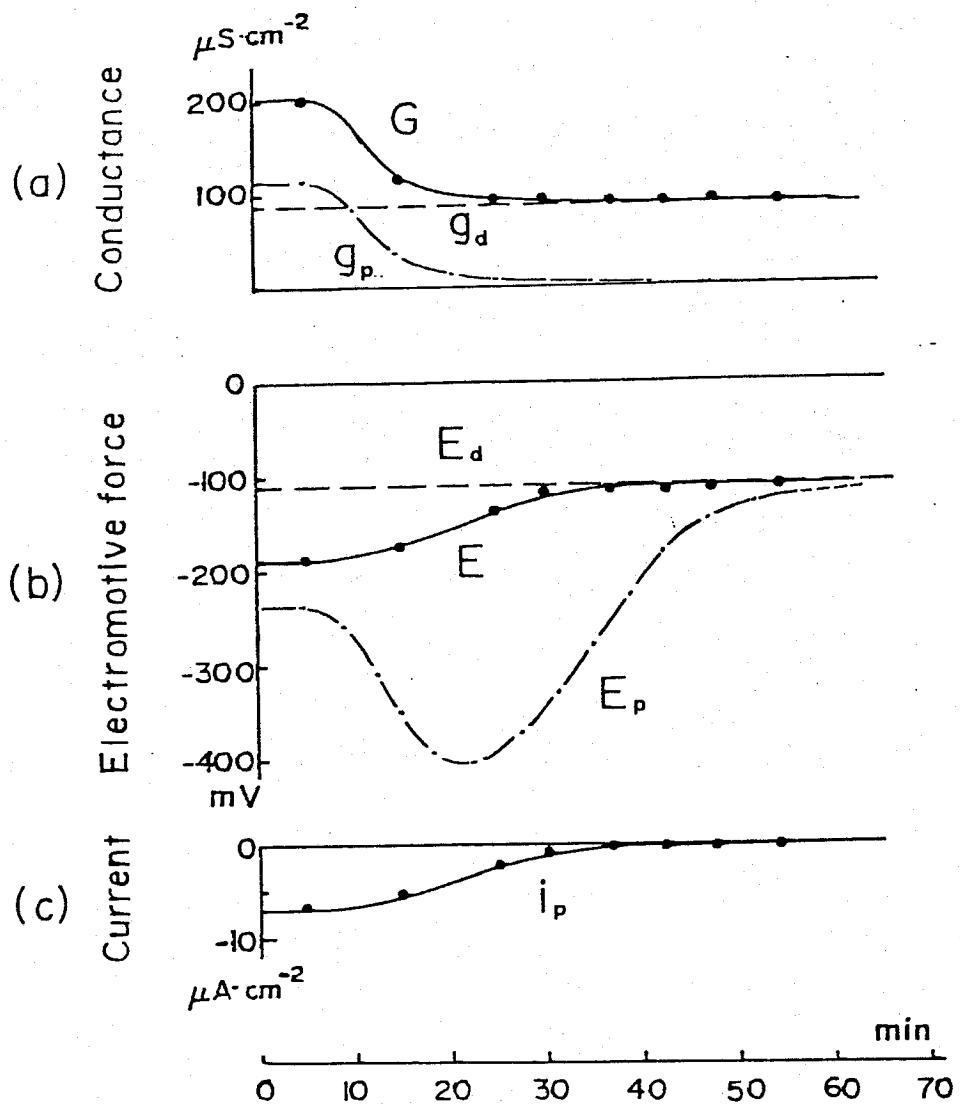 μS·cm⁻²
(a)
Conductance
200
100
G
g_d
g_p
(b)
Electromotive force
0
-100
-200
-300
-400
mV
E_d
E
E_p
(c)
Current
0
-10
μA·cm⁻²
i_p
min
0 10 20 30 40 50 60 70